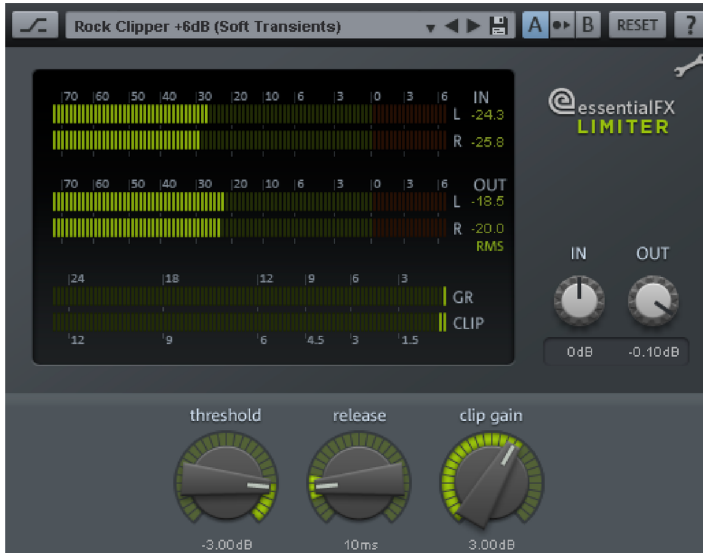 Rock Clipper +6dB (Soft Transients)
A B RESET ?
70 60 50 40 30 20 10 6 3 0 3 6 IN
L -24.3
R -25.8
essentialFX
LIMITER
70 60 50 40 30 20 10 6 3 0 3 6 OUT
L -18.5
R -20.0
RMS
24 18 12 9 6 3
GR
CLIP
12 9 6 4.5 3 1.5
IN OUT
0dB -0.10dB
threshold release clip gain
-3.00dB 10ms 3.00dB